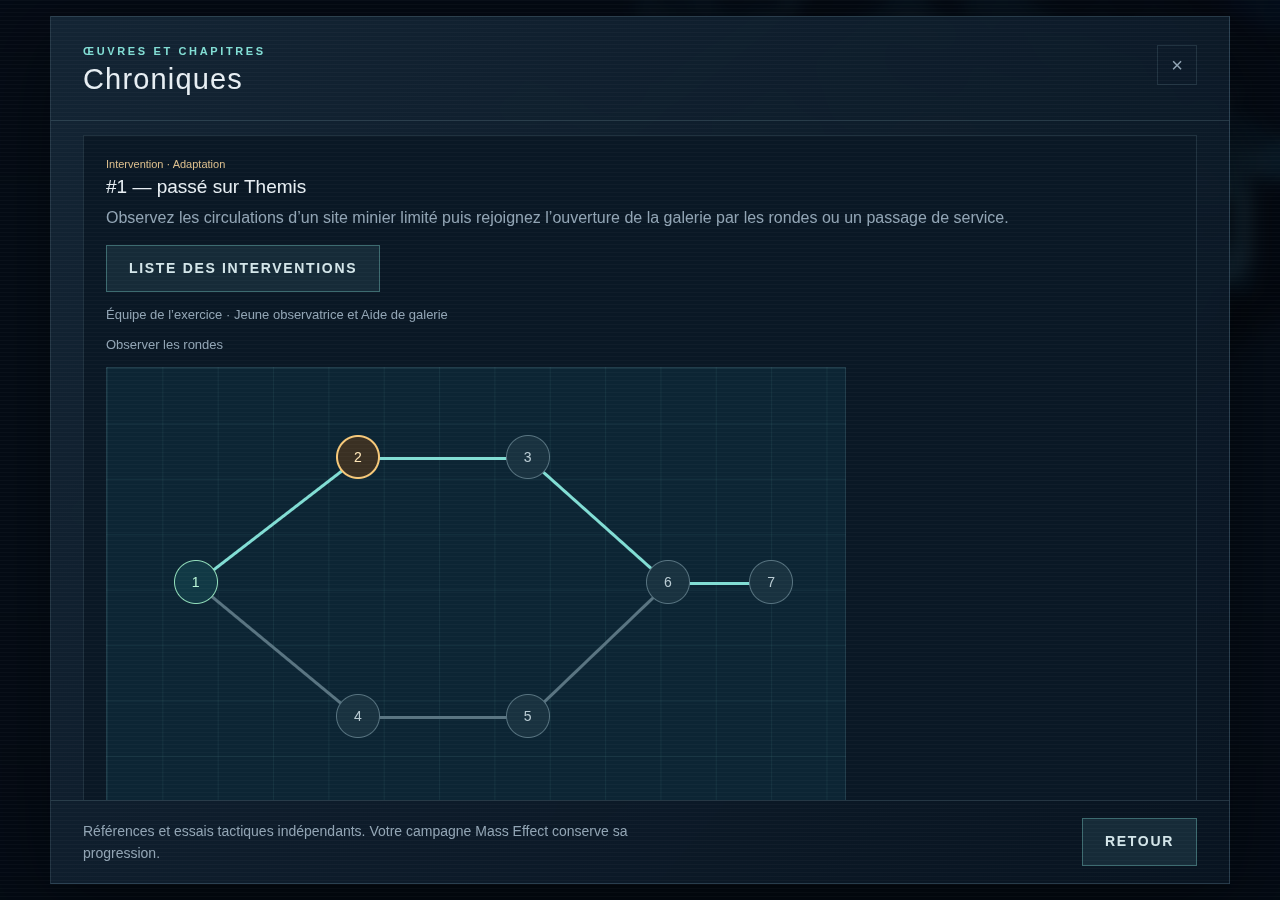 ŒUVRES ET CHAPITRES
Chroniques
×
Intervention · Adaptation
#1 — passé sur Themis
Observez les circulations d’un site minier limité puis rejoignez l’ouverture de la galerie par les rondes ou un passage de service.
LISTE DES INTERVENTIONS
Équipe de l’exercice · Jeune observatrice et Aide de galerie
Observer les rondes
2
3
1
6
7
4
5
Références et essais tactiques indépendants. Votre campagne Mass Effect conserve sa
progression.
RETOUR